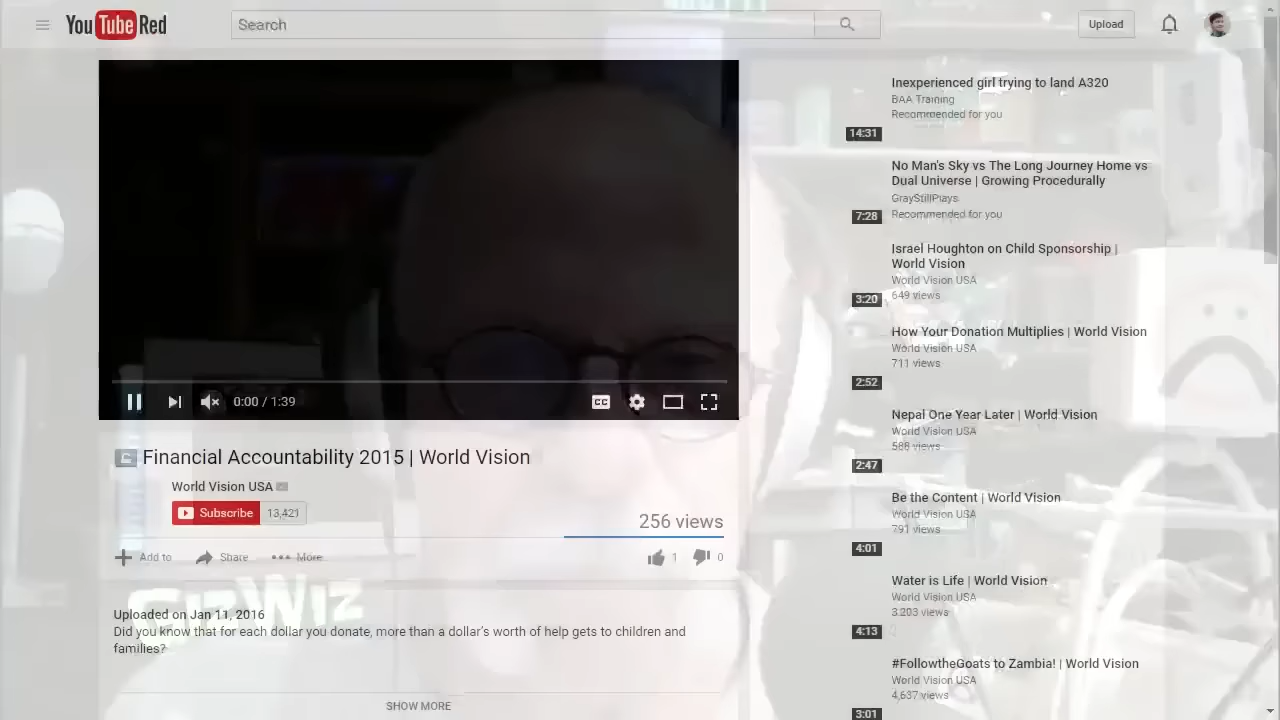 YouTube Red
Search
Upload
0:00 / 1:39
CC
Financial Accountability 2015 | World Vision
World Vision USA
Subscribe 13,421
256 views
Add to Share More 1 0
Uploaded on Jan 11, 2016
Did you know that for each dollar you donate, more than a dollar's worth of help gets to children and
families?
SHOW MORE
Inexperienced girl trying to land A320
BAA Training
Recommended for you
14:31
No Man's Sky vs The Long Journey Home vs
Dual Universe | Growing Procedurally
GrayStillPlays
Recommended for you
7:28
Israel Houghton on Child Sponsorship |
World Vision
World Vision USA
649 views
3:20
How Your Donation Multiplies | World Vision
World Vision USA
711 views
2:52
Nepal One Year Later | World Vision
World Vision USA
588 views
2:47
Be the Content | World Vision
World Vision USA
791 views
4:01
Water is Life | World Vision
World Vision USA
3,203 views
4:13
#FollowtheGoats to Zambia! | World Vision
World Vision USA
4,637 views
3:01